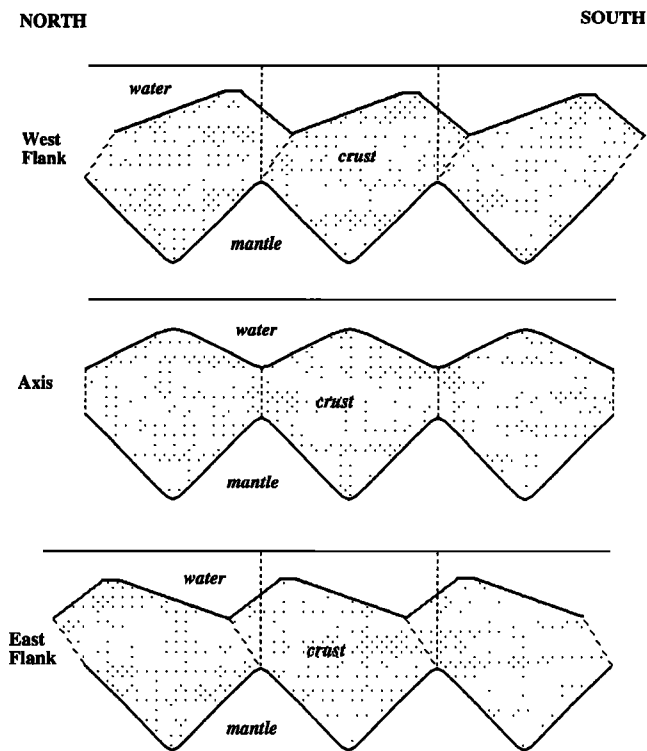 NORTH SOUTH
water
West
Flank
crust
mantle
water
Axis
crust
mantle
water
East
Flank
crust
mantle